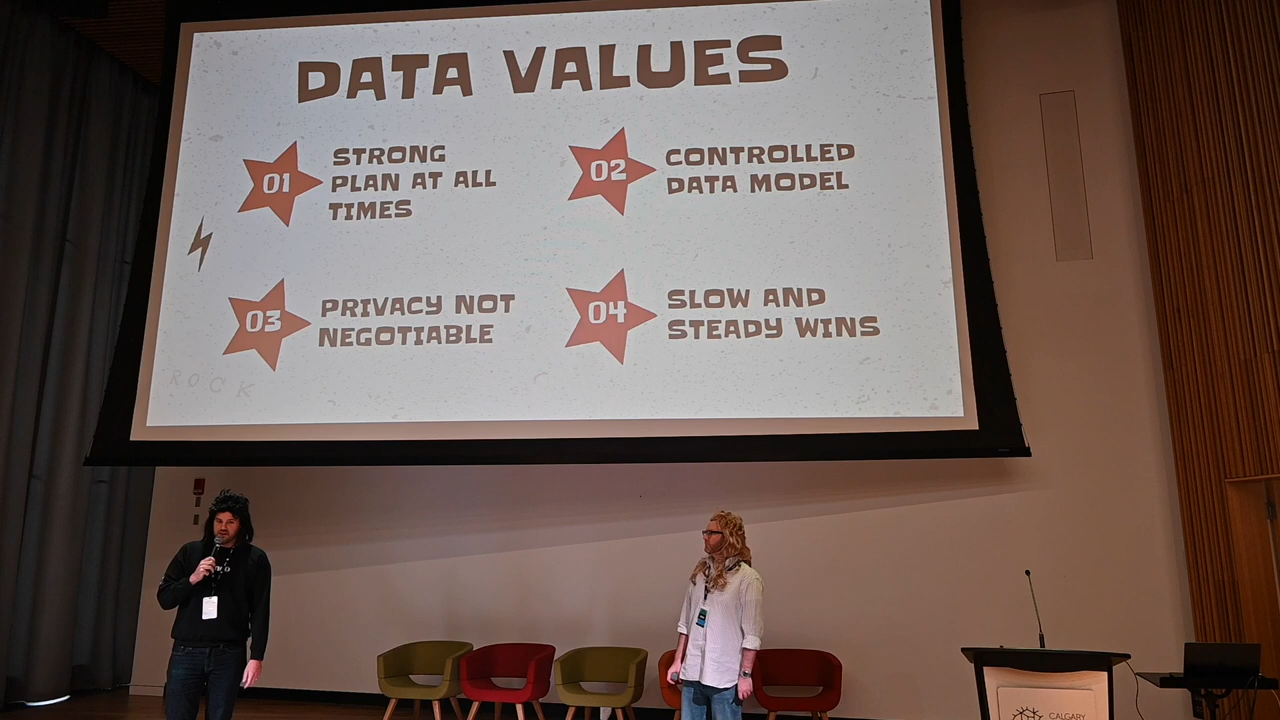 DATA VALUES
01
STRONG
PLAN AT ALL
TIMES
02
CONTROLLED
DATA MODEL
03
PRIVACY NOT
NEGOTIABLE
04
SLOW AND
STEADY WINS
ROCK
CALGARY